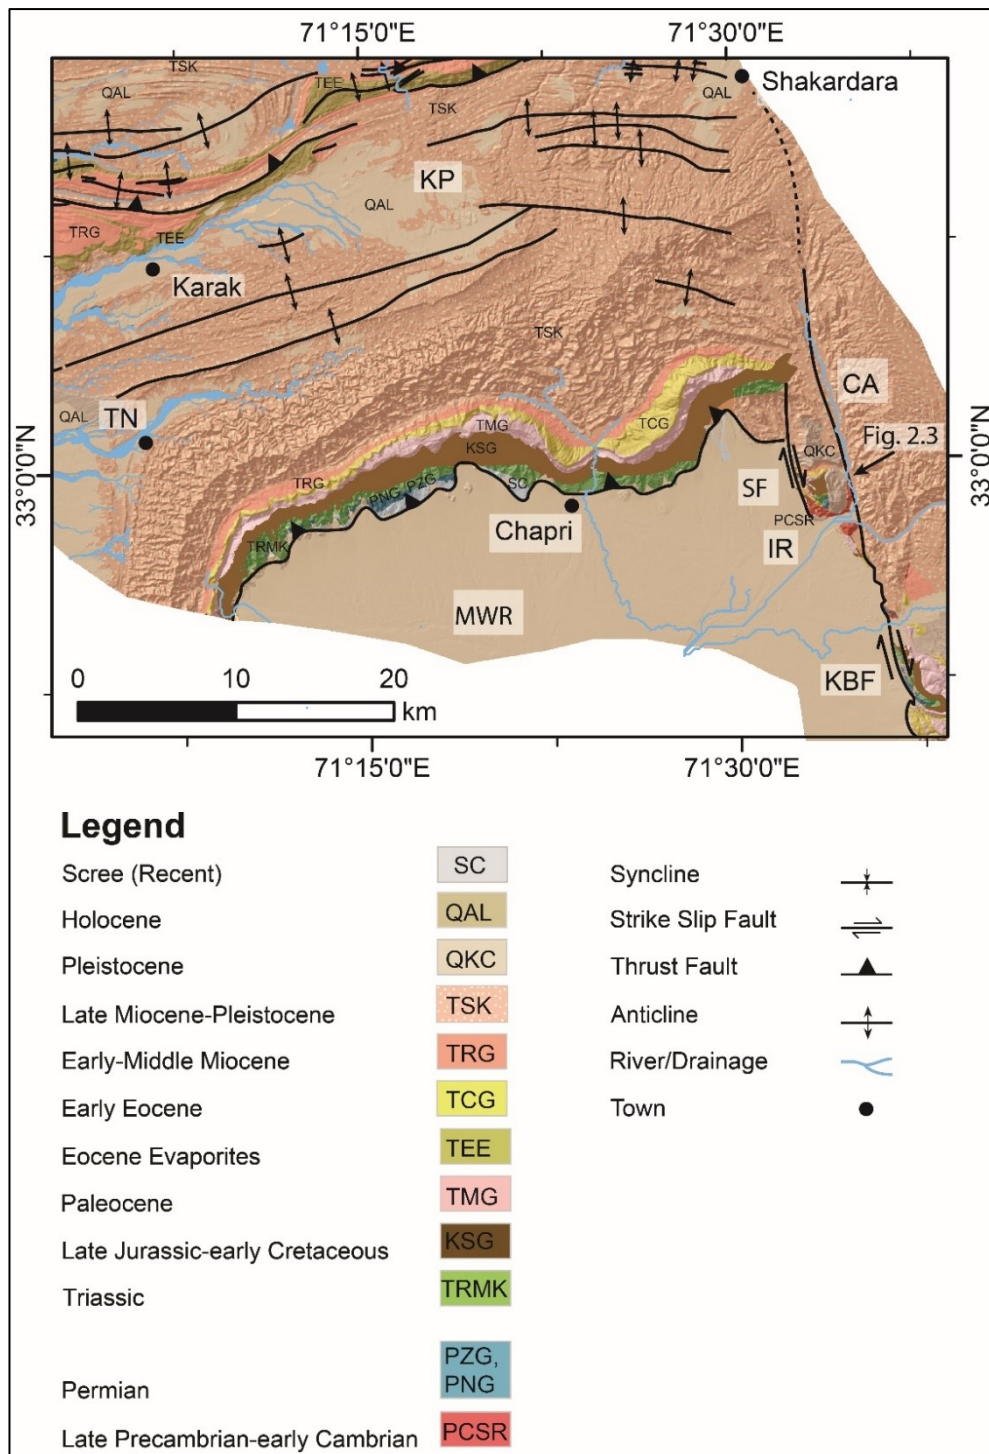 71°15'0"E 71°30'0"E
TSK
QAL
TEE
TSK
QAL
Shakardara
KP
QAL
TRG
TEE
Karak
TSK
CA
QAL
TN
TCG
TMG
KSG
QKC
Fig. 2.3
33°0'0"N
33°0'0"N
TRG
PNG
PZG
SC
SF
Chapri
PCSR
TRMK
IR
MWR
KBF
0 10 20
km
71°15'0"E 71°30'0"E
Legend
Scree (Recent) SC
Holocene QAL
Pleistocene QKC
Late Miocene-Pleistocene TSK
Early-Middle Miocene TRG
Early Eocene TCG
Eocene Evaporites TEE
Paleocene TMG
Late Jurassic-early Cretaceous KSG
Triassic TRMK
Permian PZG,
PNG
Late Precambrian-early Cambrian PCSR
Syncline
Strike Slip Fault
Thrust Fault
Anticline
River/Drainage
Town